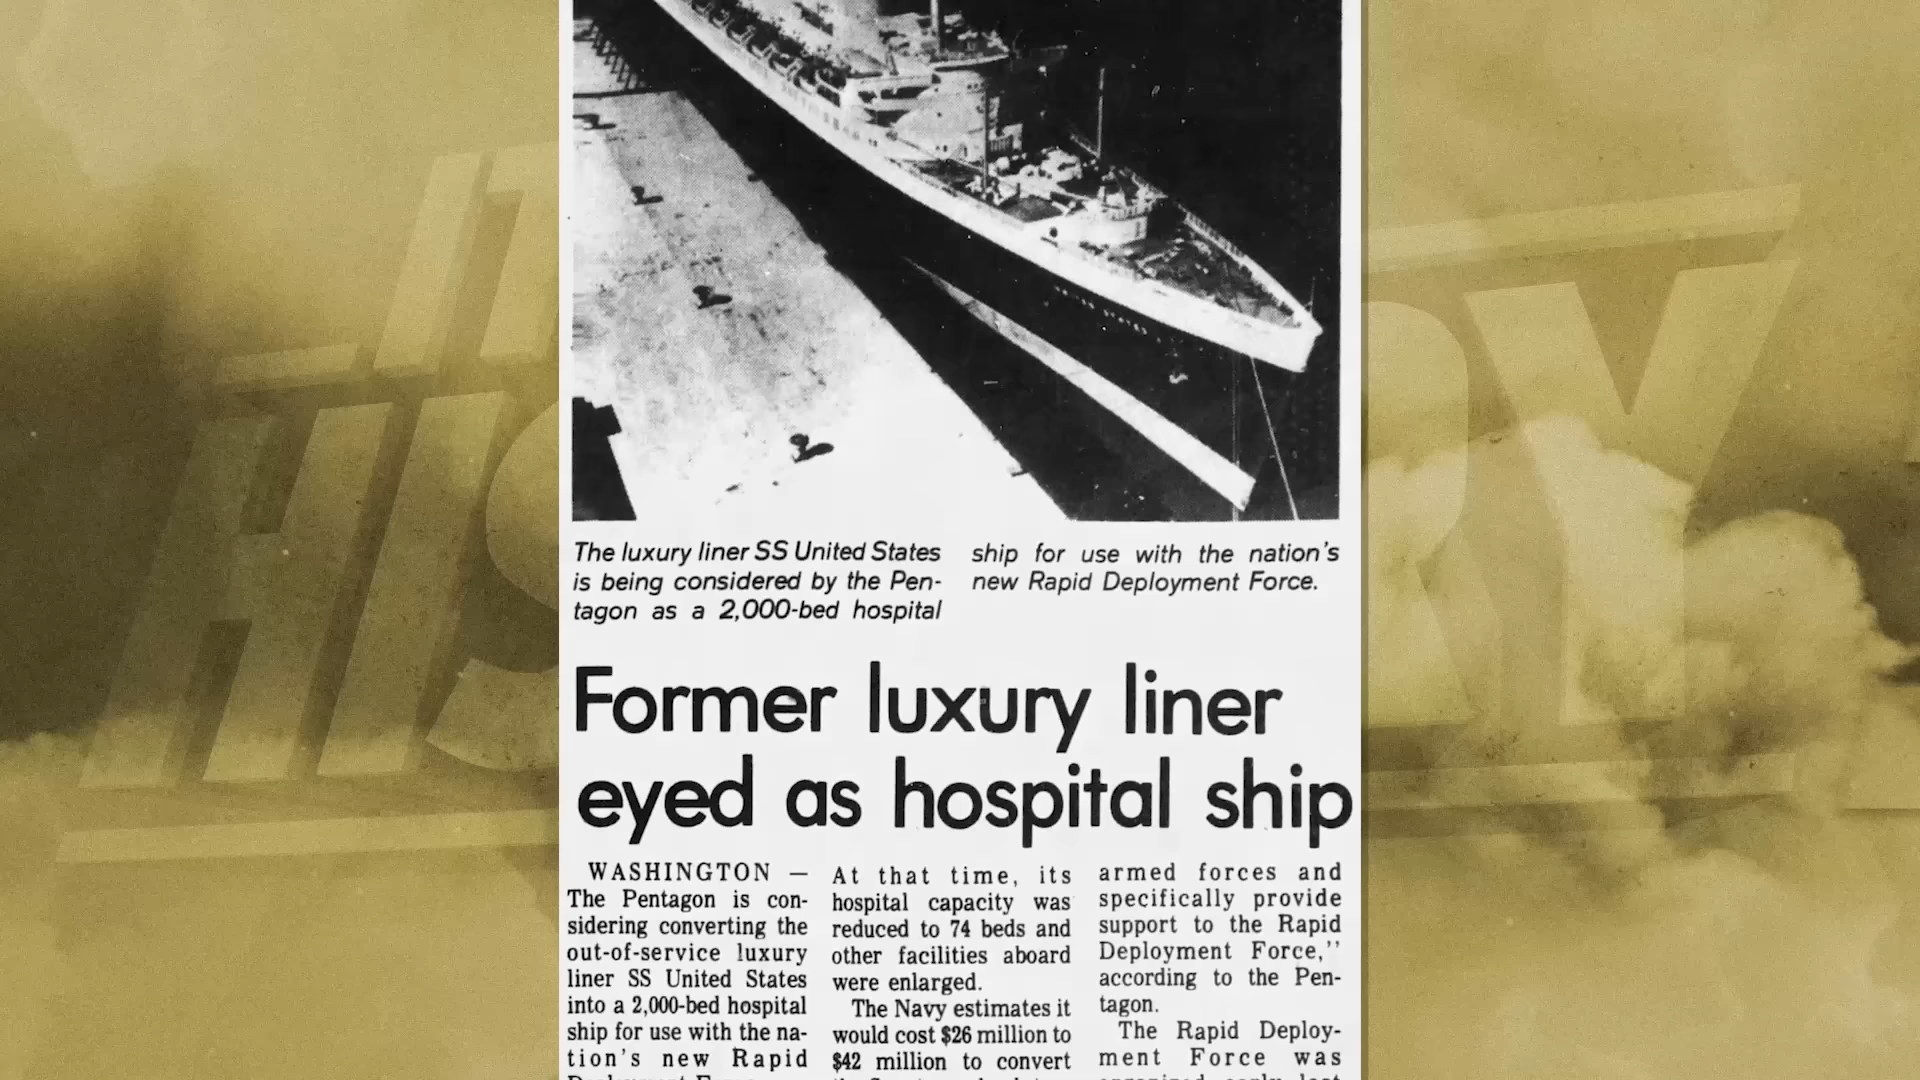 The luxury liner SS United States
is being considered by the Pen-
tagon as a 2,000-bed hospital
ship for use with the nation's
new Rapid Deployment Force.
Former luxury liner
eyed as hospital ship
WASHINGTON —
The Pentagon is con-
sidering converting the
out-of-service luxury
liner SS United States
into a 2,000-bed hospital
ship for use with the na-
tion's new Rapid
At that time, its
hospital capacity was
reduced to 74 beds and
other facilities aboard
were enlarged.
The Navy estimates it
would cost $26 million to
$42 million to convert
armed forces and
specifically provide
support to the Rapid
Deployment Force,''
according to the Pen-
tagon.
The Rapid Deploy-
ment Force was